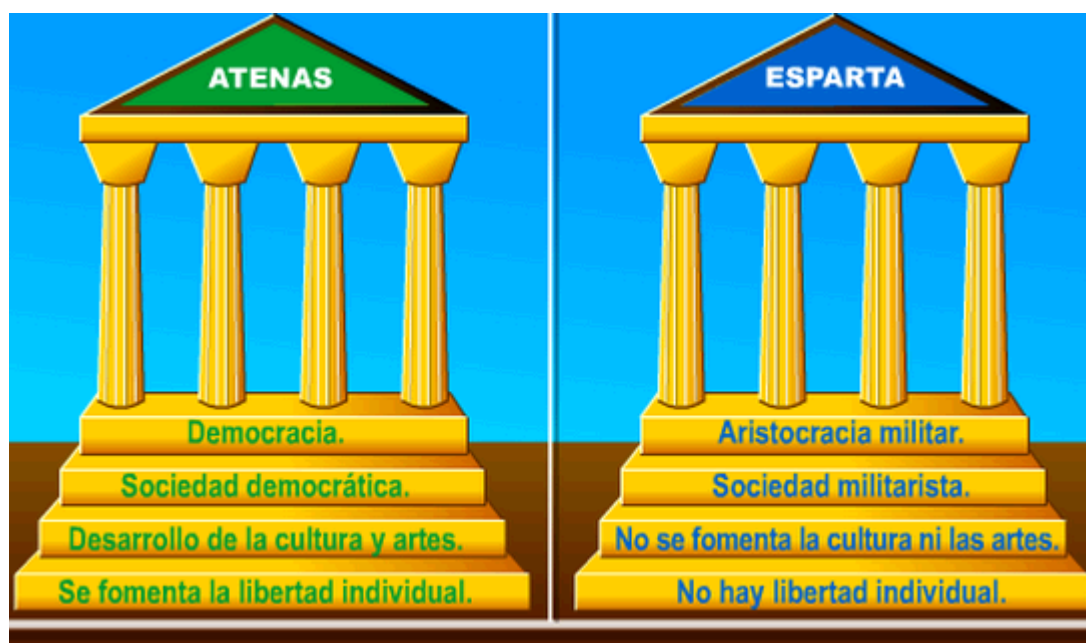 ATENAS
Democracia.
Sociedad democrática.
Desarrollo de la cultura y artes.
Se fomenta la libertad individual.
ESPARTA
Aristocracia militar.
Sociedad militarista.
No se fomenta la cultura ni las artes.
No hay libertad individual.